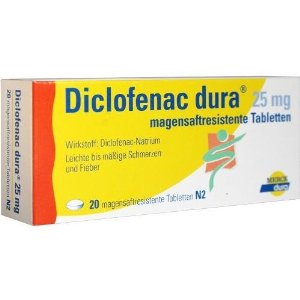 Diclofenac dura® 25 mg
magensaftresistente Tabletten
Wirkstoff: Diclofenac-Natrium
Leichte bis mäßige Schmerzen
und Fieber
20 magensaftresistente Tabletten N2
MERCK
dura
Diclofenac dura® 25 mg
20 magensaftresistente Tabletten N2